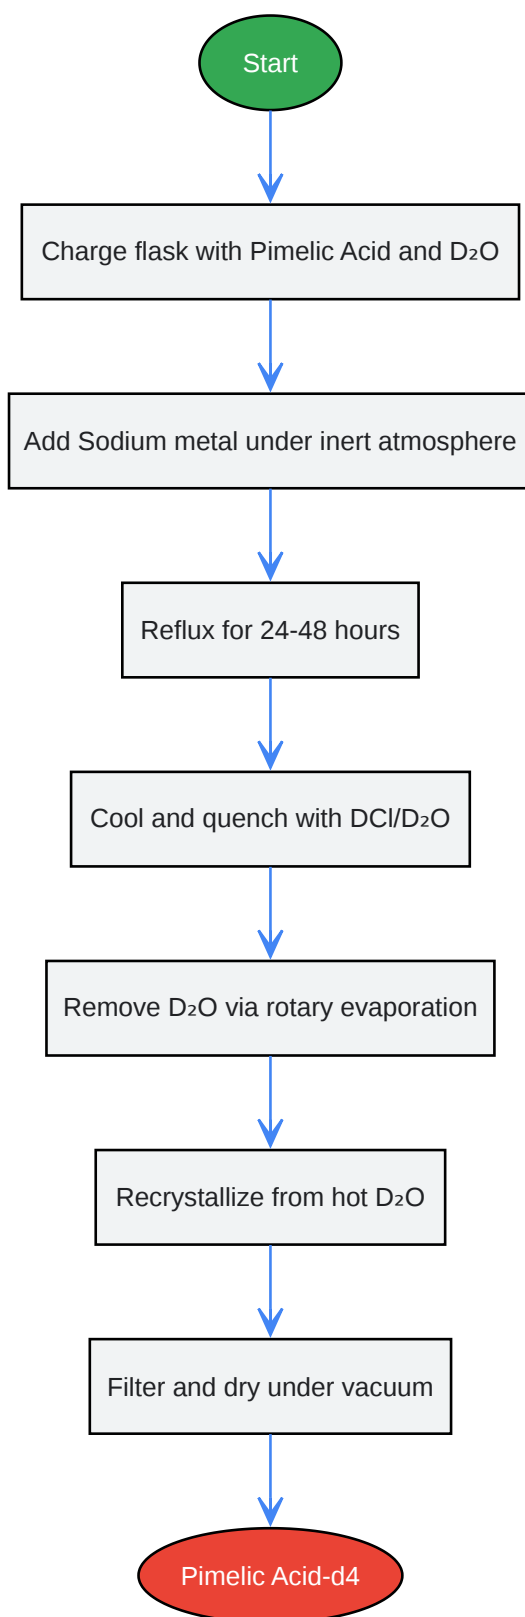 Start
Charge flask with Pimelic Acid and D₂O
Add Sodium metal under inert atmosphere
Reflux for 24-48 hours
Cool and quench with DCl/D₂O
Remove D₂O via rotary evaporation
Recrystallize from hot D₂O
Filter and dry under vacuum
Pimelic Acid-d4